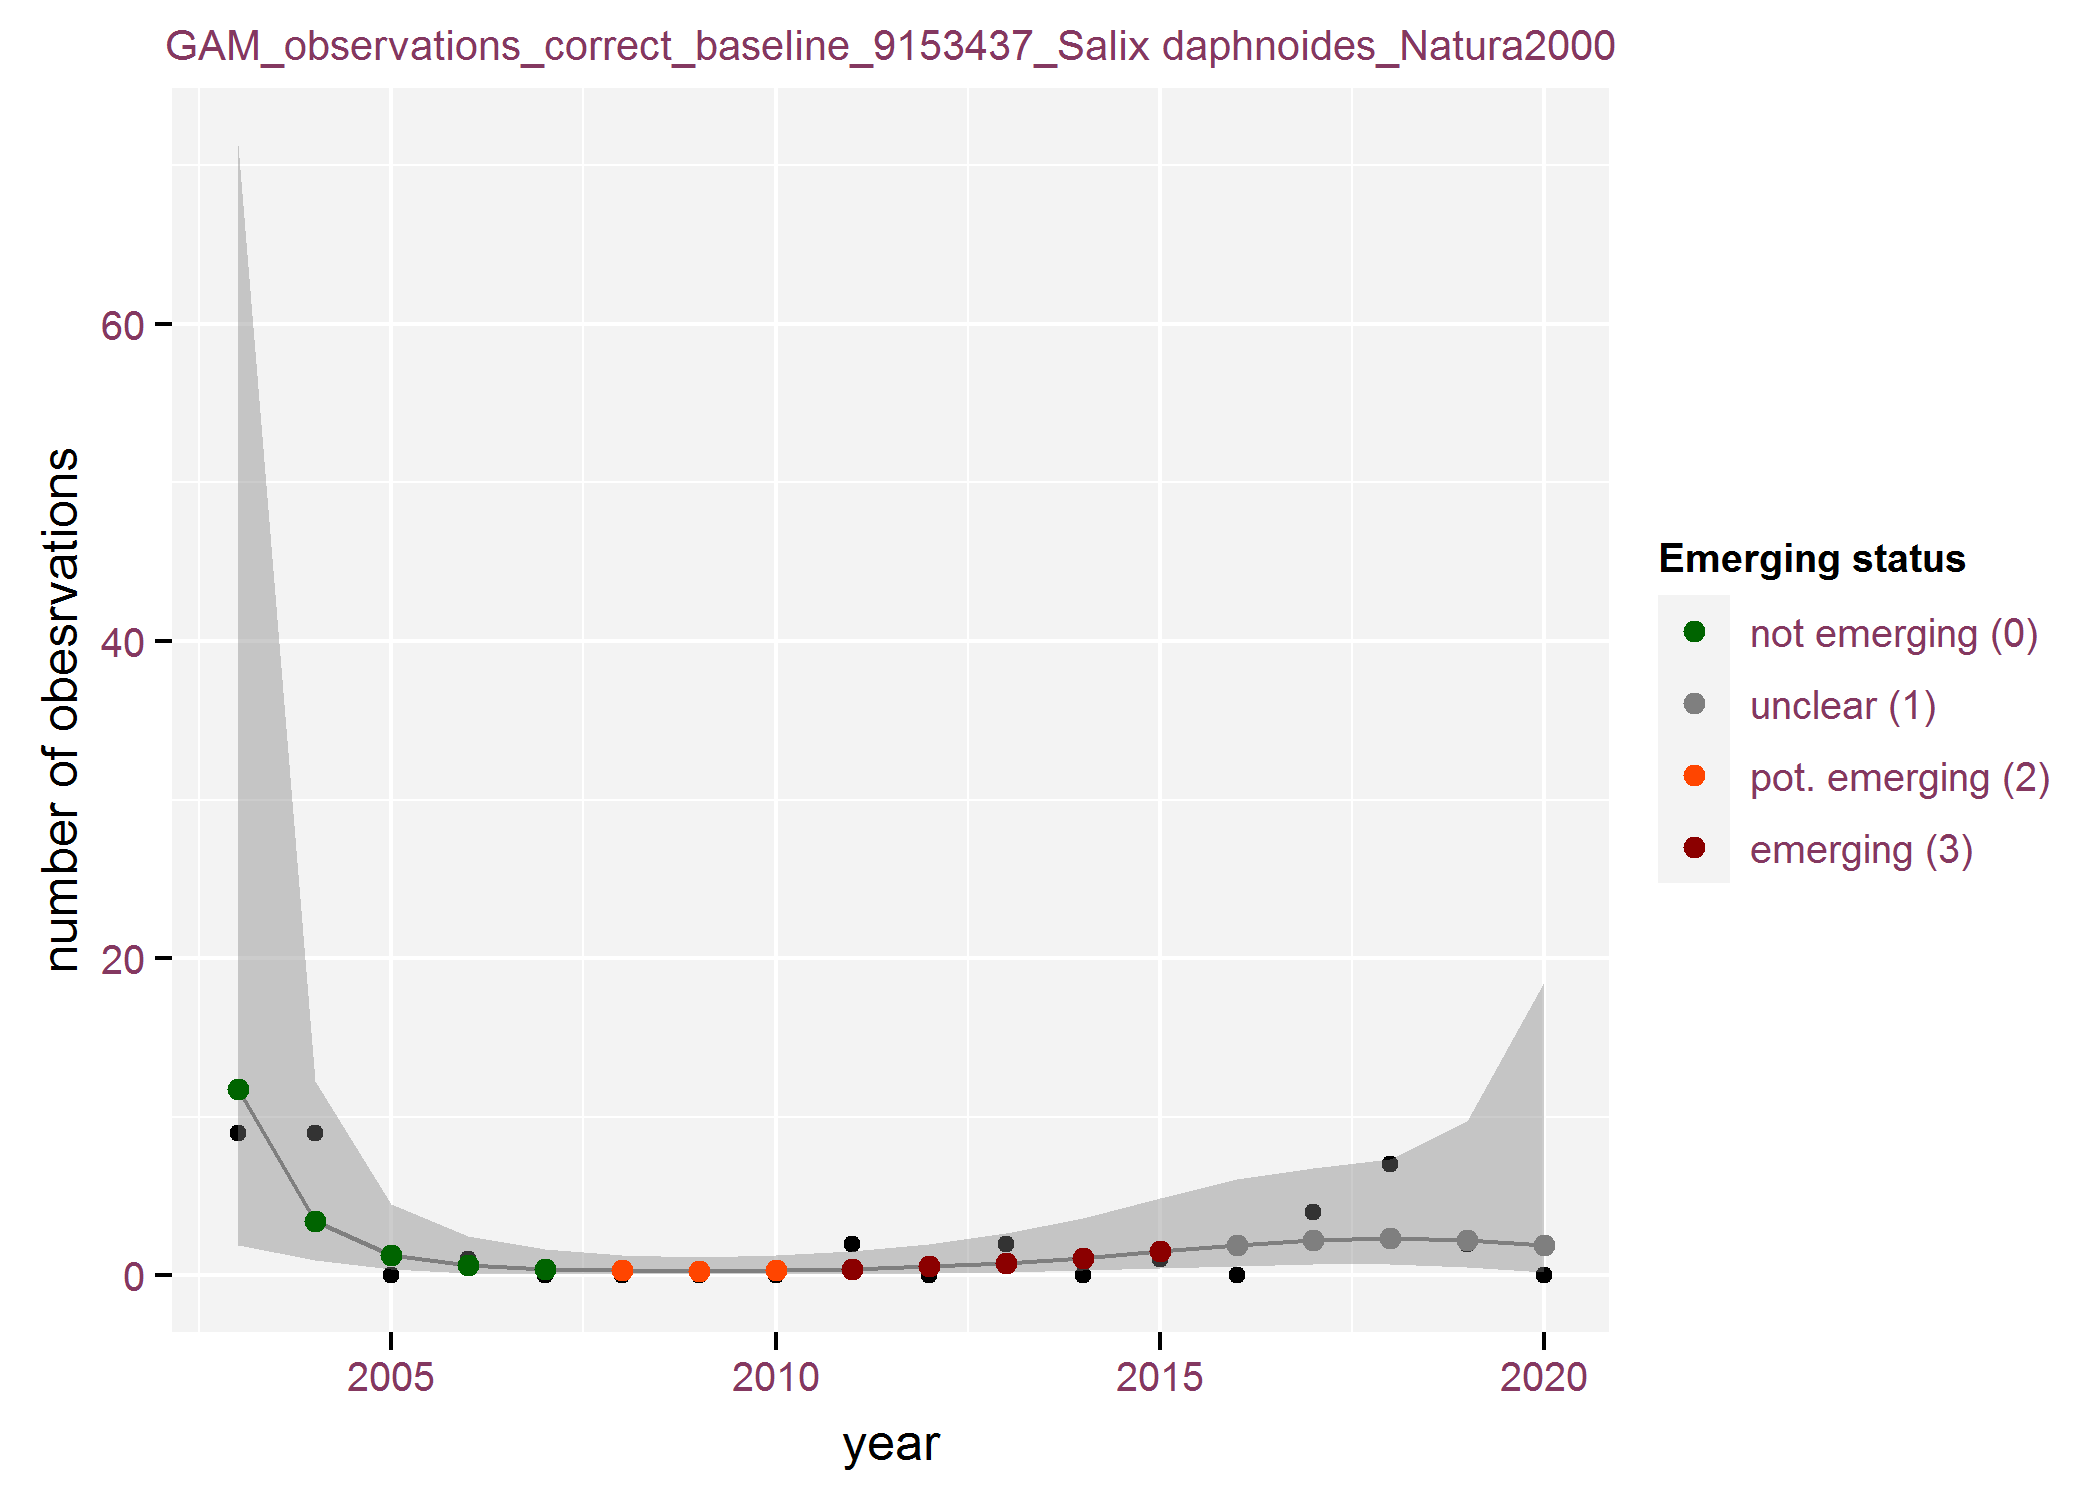 GAM_observations_correct_baseline_9153437_Salix daphnoides_Natura2000
number of obesrvations
60
40
20
0
2005
2010
2015
2020
year
Emerging status
not emerging (0)
unclear (1)
pot. emerging (2)
emerging (3)